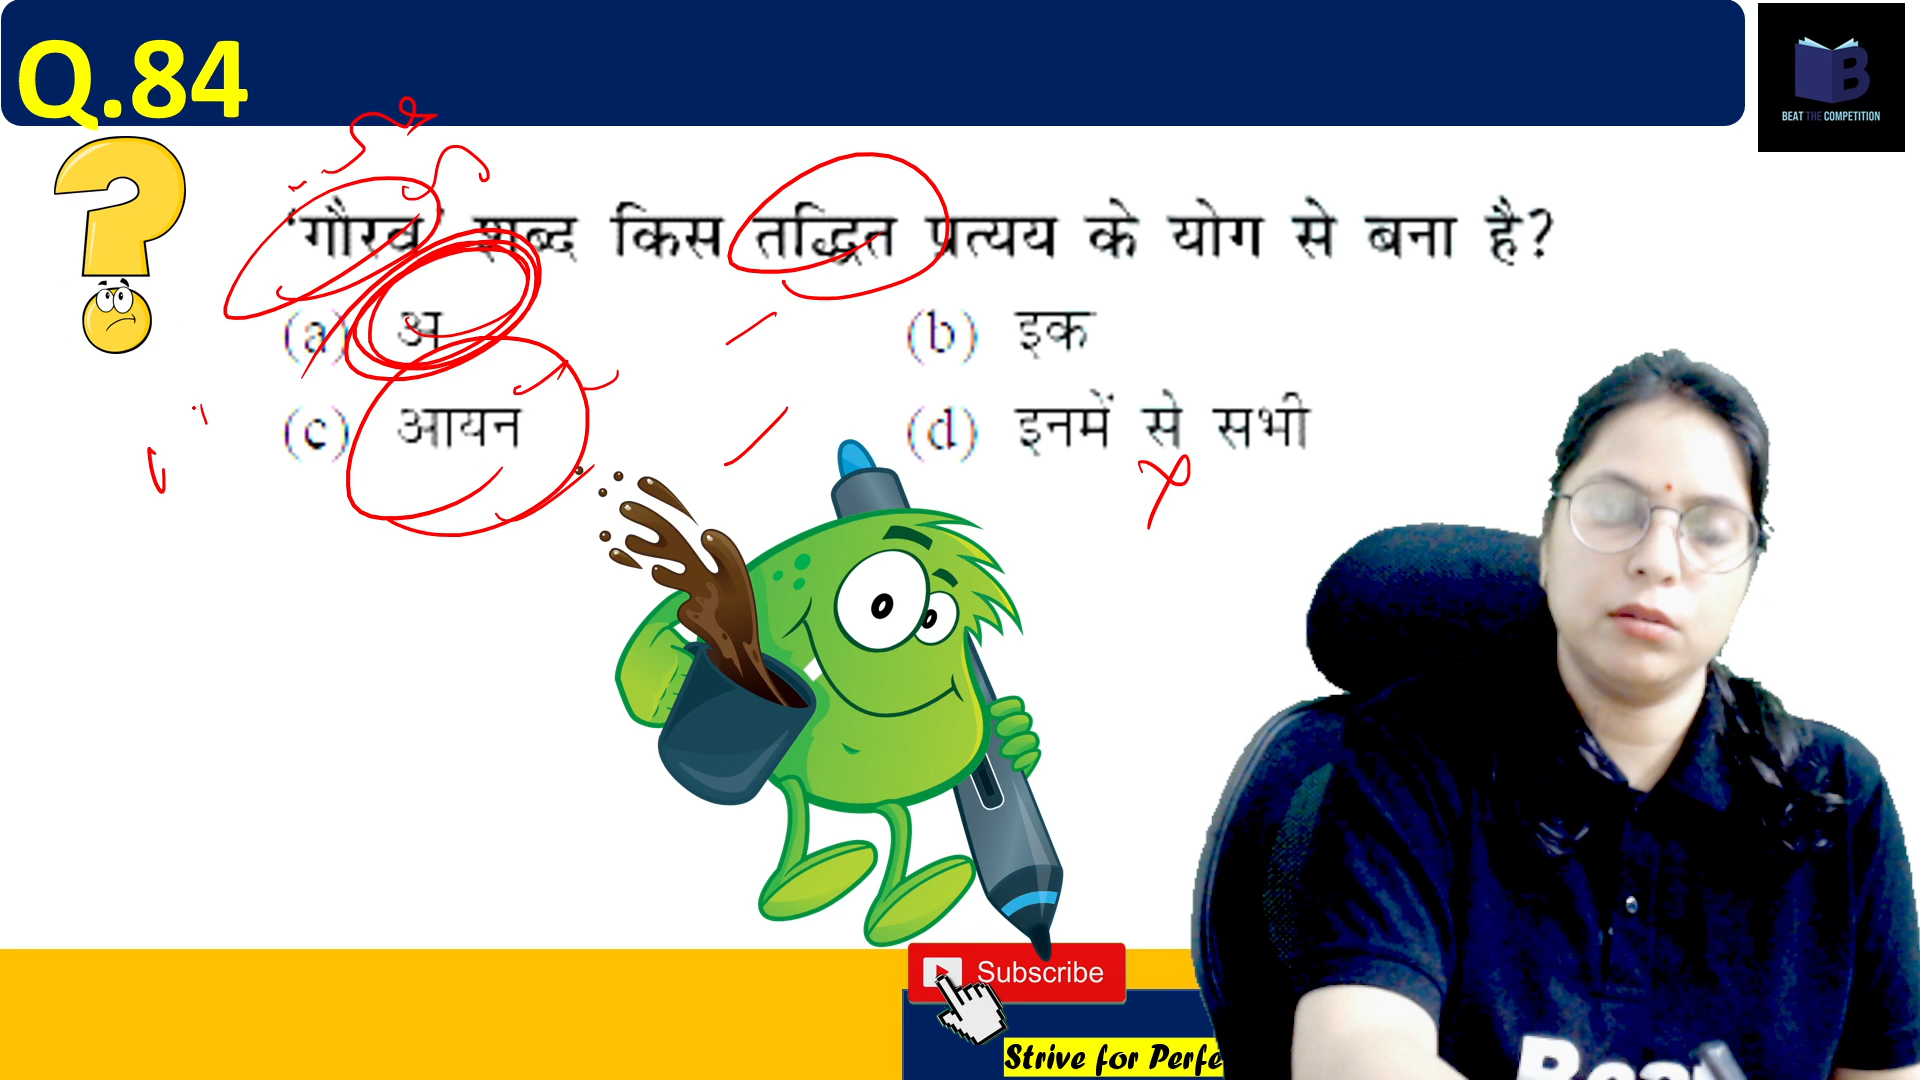 Q.84
BEAT THE COMPETITION
'गौरव' शब्द किस तद्धित प्रत्यय के योग से बना है?
(a) अ
(b) इक
(c) आयन
(d) इनमें से सभी
Subscribe
Strive for Perfe